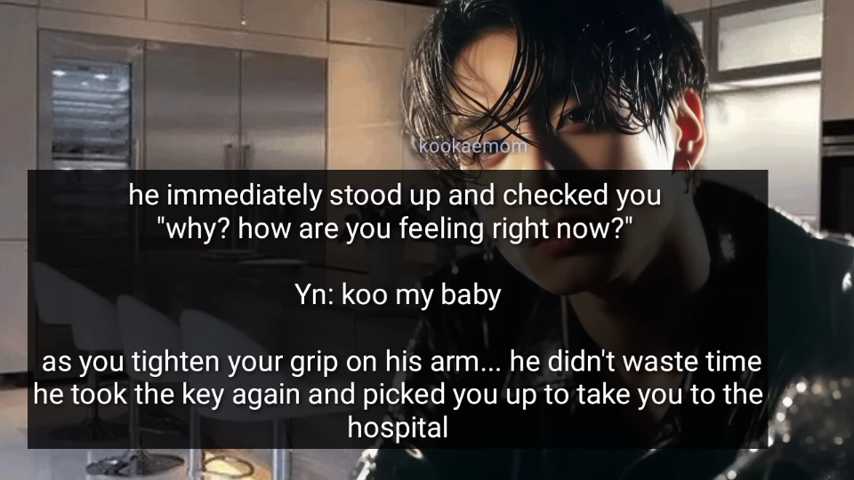 kookaemom
he immediately stood up and checked you
"why? how are you feeling right now?"
Yn: koo my baby
as you tighten your grip on his arm... he didn't waste time
he took the key again and picked you up to take you to the
hospital